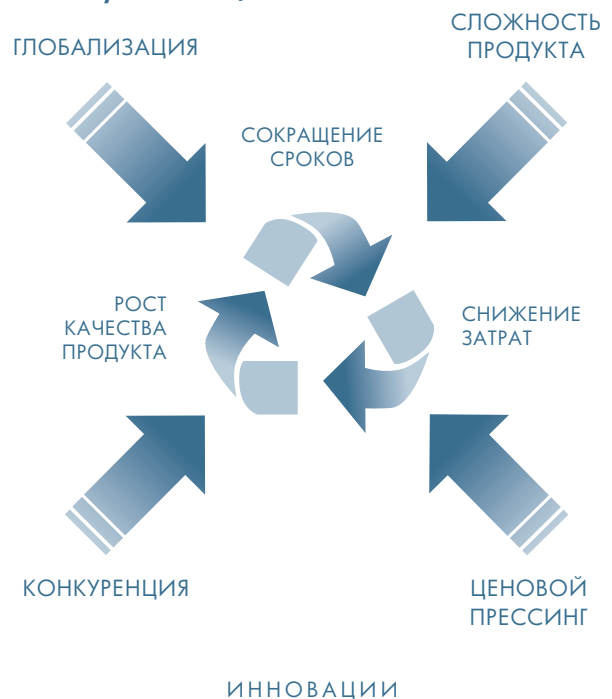 ГЛОБАЛИЗАЦИЯ
СЛОЖНОСТЬ
ПРОДУКТА
СОКРАЩЕНИЕ
СРОКОВ
РОСТ
КАЧЕСТВА
ПРОДУКТА
СНИЖЕНИЕ
ЗАТРАТ
КОНКУРЕНЦИЯ
ЦЕНОВОЙ
ПРЕССИНГ
ИННОВАЦИИ